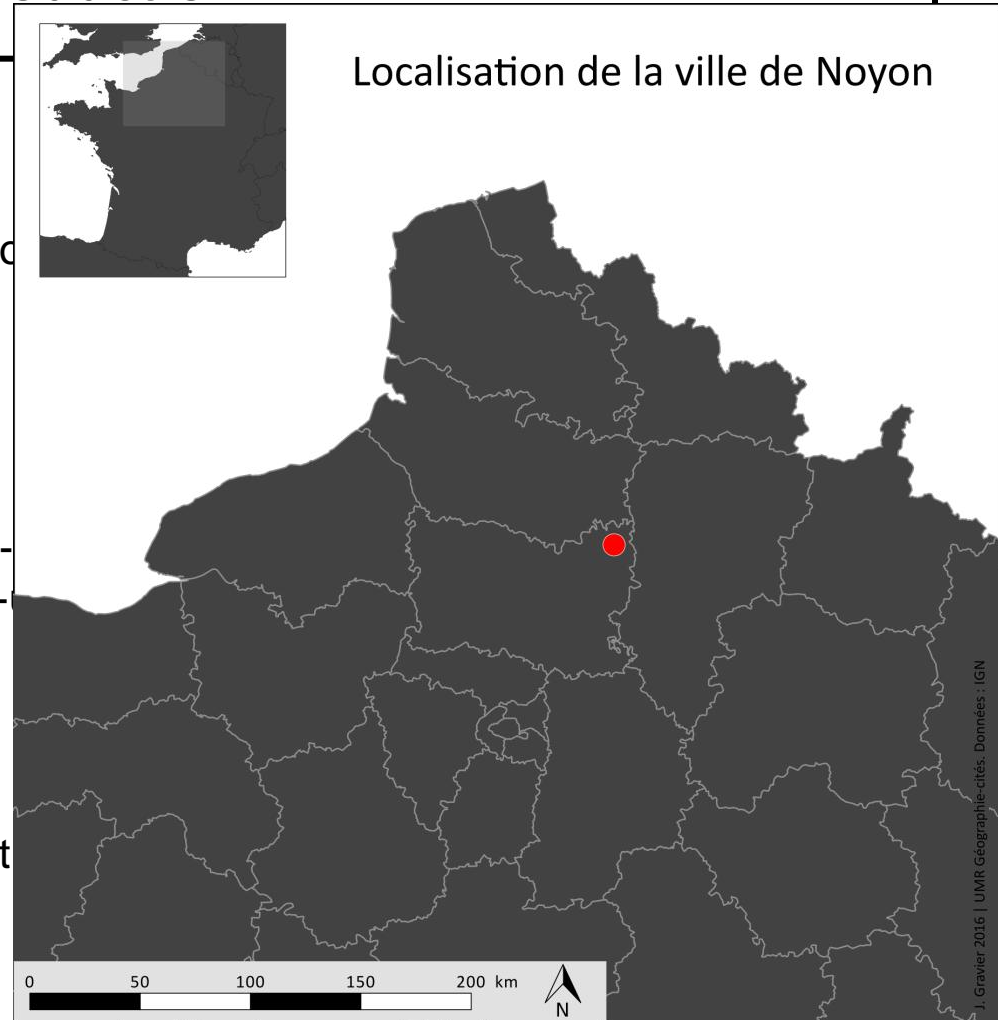 Localisation de la ville de Noyon
J. Gravier 2016 | UMR Géographie-cités. Données : IGN
0 50 100 150 200 km
N